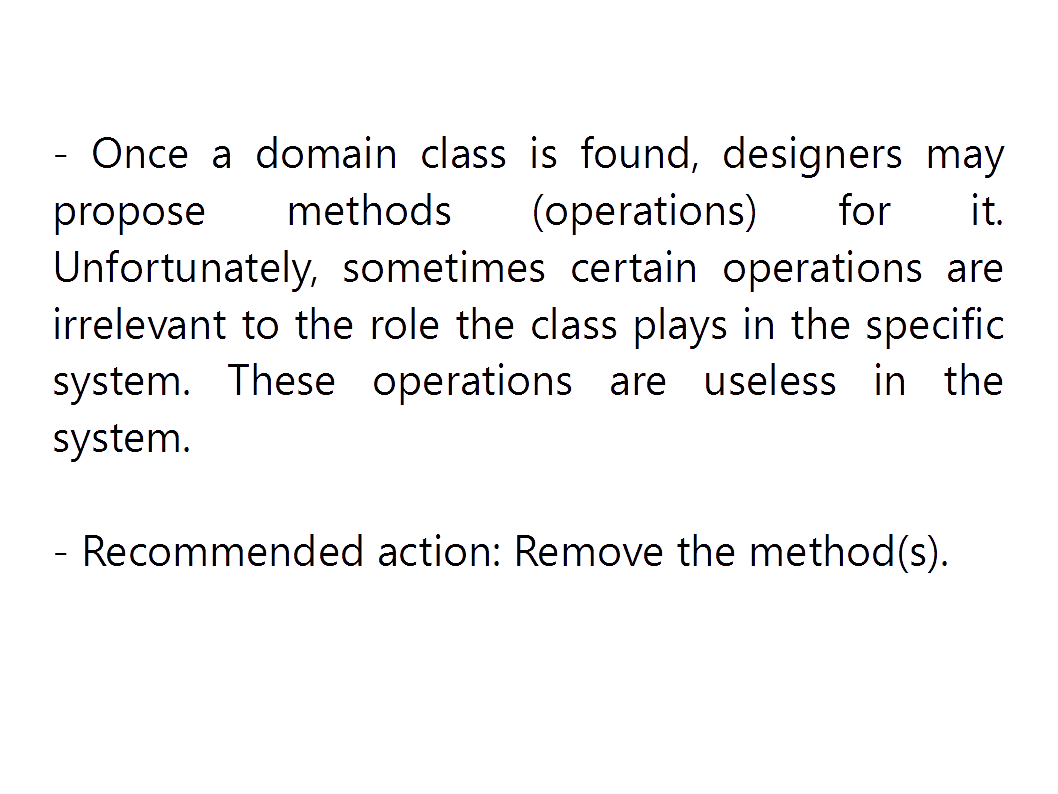 - Once a domain class is found, designers may
propose methods (operations) for it.
Unfortunately, sometimes certain operations are
irrelevant to the role the class plays in the specific
system. These operations are useless in the
system.
- Recommended action: Remove the method(s).